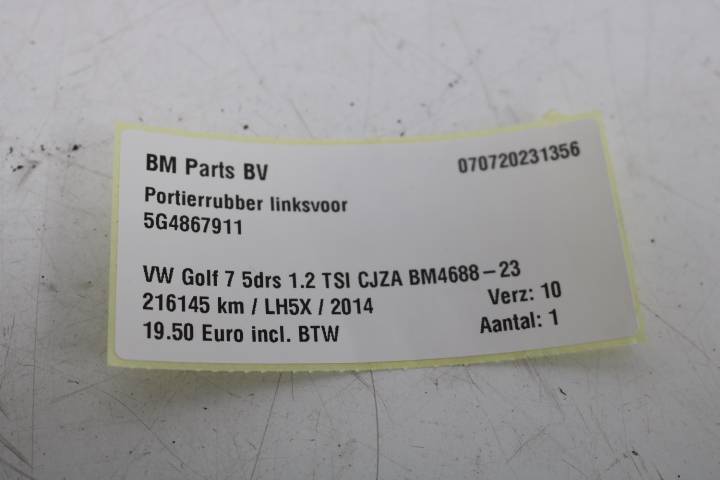 BM Parts BV 070720231356
Portierrubber linksvoor
5G4867911
VW Golf 7 5drs 1.2 TSI CJZA BM4688-23
216145 km / LH5X / 2014 Verz: 10
19.50 Euro incl. BTW Aantal: 1